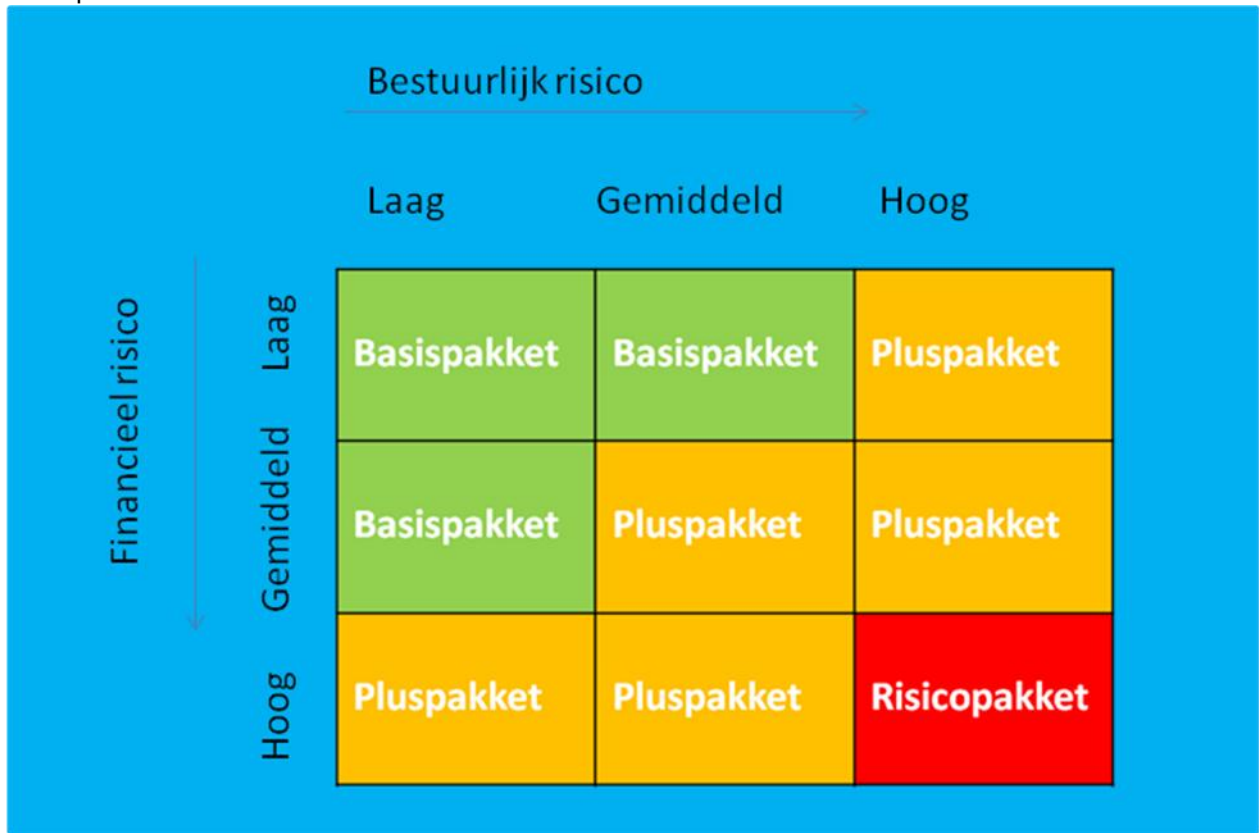 Bestuurlijk risico
Laag Gemiddeld Hoog
Financieel risico
Laag
Basispakket Basispakket Pluspakket
Gemiddeld
Basispakket Pluspakket Pluspakket
Hoog
Pluspakket Pluspakket Risicopakket